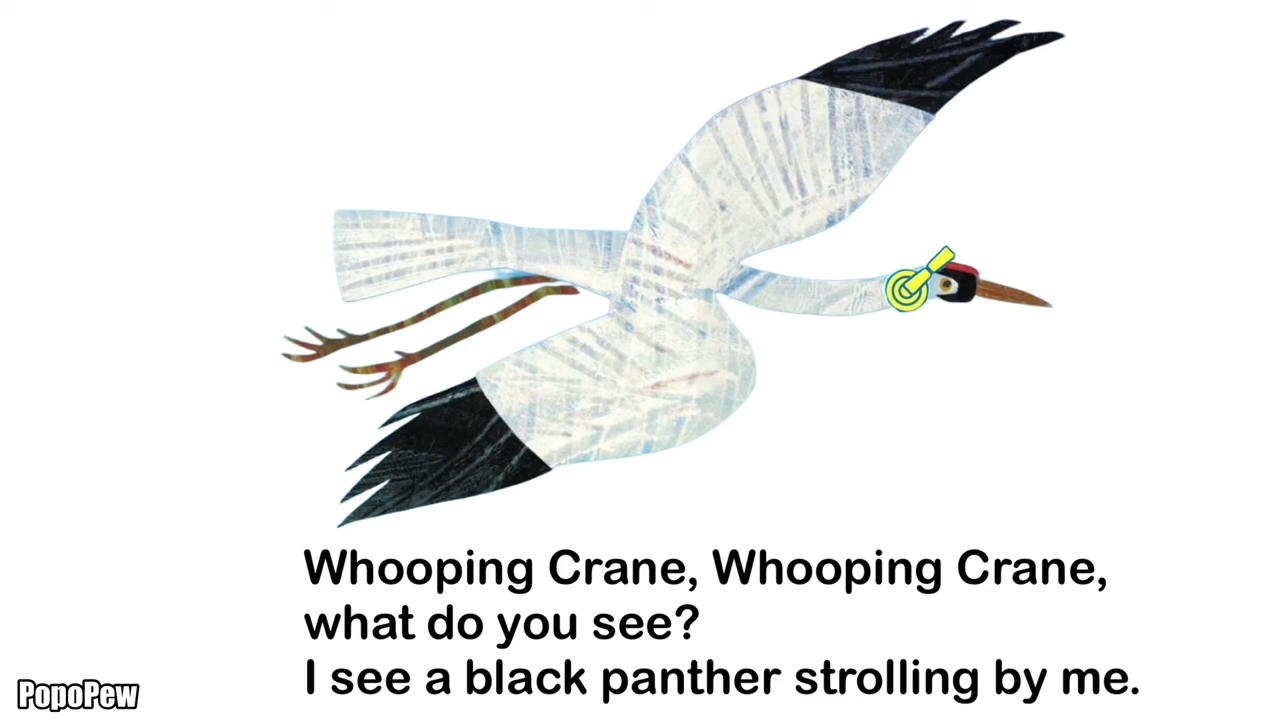 Whooping Crane, Whooping Crane,
what do you see?
I see a black panther strolling by me.
PopoPew